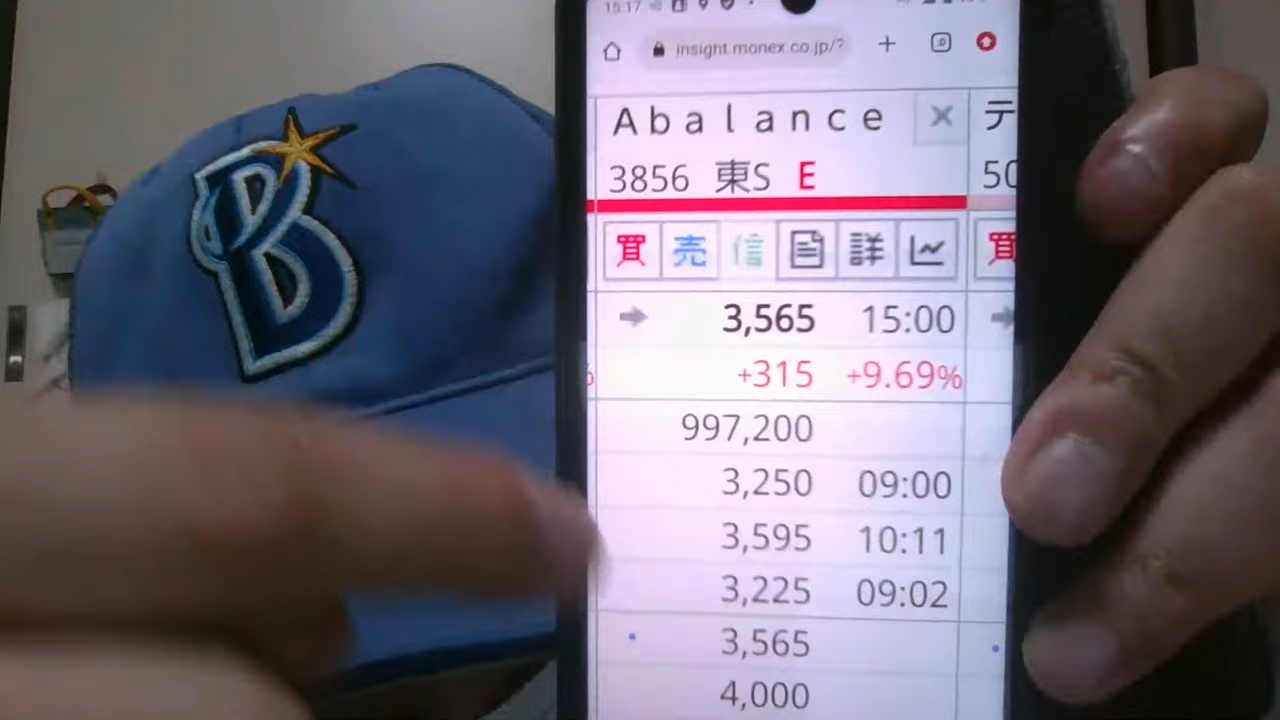 B
15:17
insight.monex.co.jp/?
Abalance
テ
3856 東S E
50
買 売 信 詳
買
3,565 15:00
+315 +9.69%
%
997,200
3,250 09:00
3,595 10:11
3,225 09:02
3,565
4,000